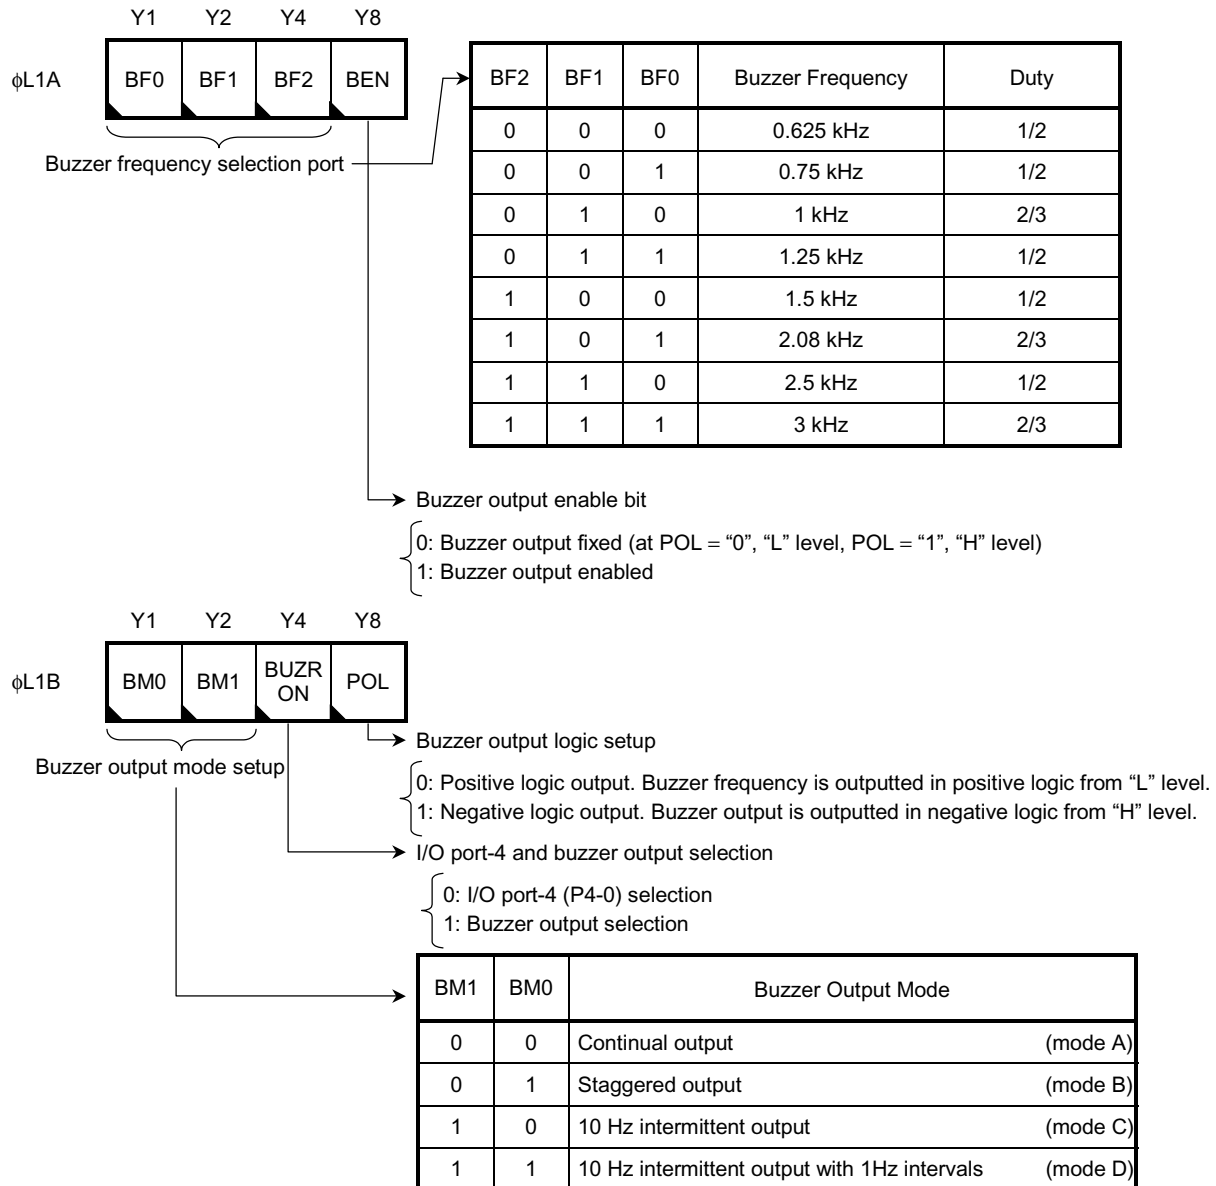 Y1 Y2 Y4 Y8
ϕL1A BF0 BF1 BF2 BEN
Buzzer frequency selection port
BF2 BF1 BF0 Buzzer Frequency Duty
0 0 0 0.625 kHz 1/2
0 0 1 0.75 kHz 1/2
0 1 0 1 kHz 2/3
0 1 1 1.25 kHz 1/2
1 0 0 1.5 kHz 1/2
1 0 1 2.08 kHz 2/3
1 1 0 2.5 kHz 1/2
1 1 1 3 kHz 2/3
Buzzer output enable bit
0: Buzzer output fixed (at POL = “0”, “L” level, POL = “1”, “H” level)
1: Buzzer output enabled
Y1 Y2 Y4 Y8
ϕL1B BM0 BM1 BUZR ON POL
Buzzer output mode setup
Buzzer output logic setup
0: Positive logic output. Buzzer frequency is outputted in positive logic from “L” level.
1: Negative logic output. Buzzer output is outputted in negative logic from “H” level.
I/O port-4 and buzzer output selection
0: I/O port-4 (P4-0) selection
1: Buzzer output selection
BM1 BM0 Buzzer Output Mode
0 0 Continual output (mode A)
0 1 Staggered output (mode B)
1 0 10 Hz intermittent output (mode C)
1 1 10 Hz intermittent output with 1Hz intervals (mode D)